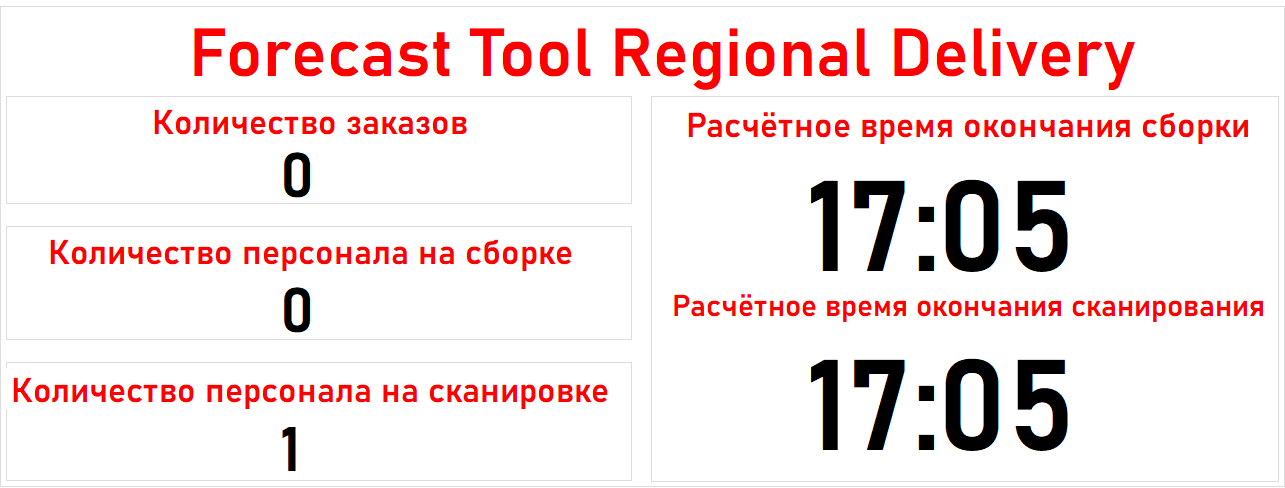 Forecast Tool Regional Delivery
Количество заказов
0
Количество персонала на сборке
0
Количество персонала на сканировке
1
Расчётное время окончания сборки
17:05
Расчётное время окончания сканирования
17:05